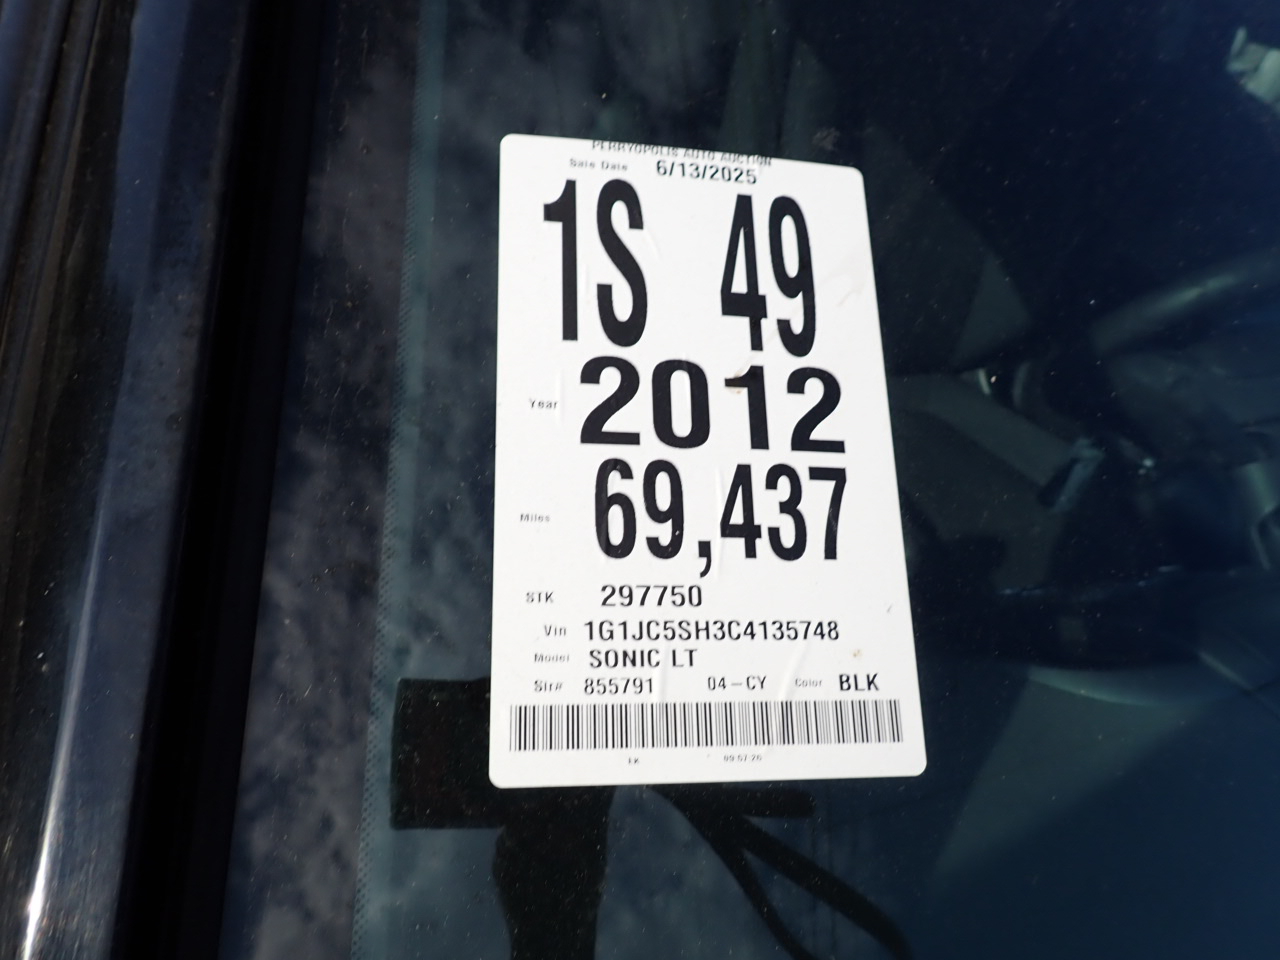 PERRYOPOLIS AUTO AUCTION
Sale Date 6/13/2025
1S 49
Year 2012
Miles 69,437
STK 297750
Vin 1G1JC5SH3C4135748
Model SONIC LT
Slr# 855791 04-CY Color BLK